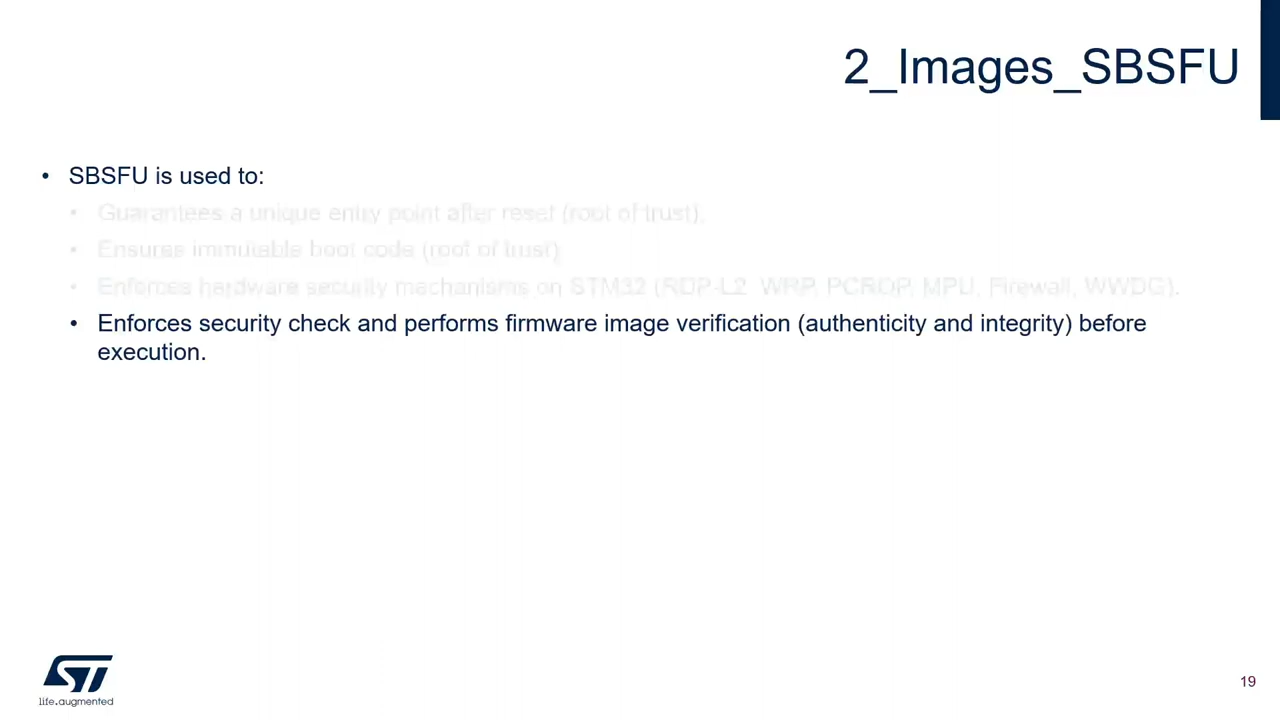 2_Images_SBSFU
• SBSFU is used to:
• Guarantees a unique entry point after reset (root of trust).
• Ensures immutable boot code (root of trust)
• Enforces hardware security mechanisms on STM32 (RDP-L2 WRP, PCROP, MPU, Firewall, WWDG).
• Enforces security check and performs firmware image verification (authenticity and integrity) before
execution.
ST
life.augmented
19